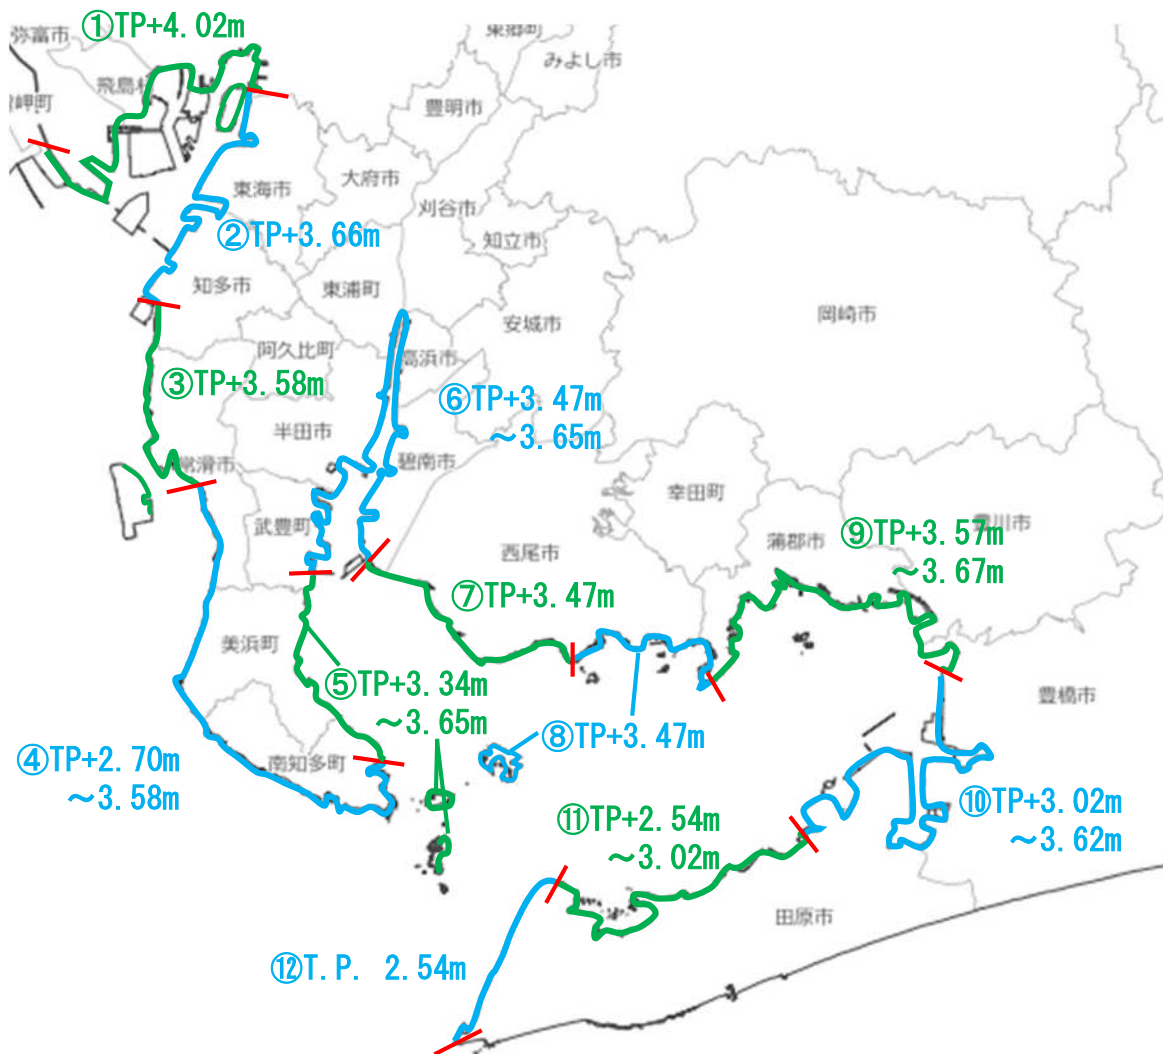 ①TP+4.02m
弥富市
東郷町
みよし市
飛島村
豊明市
岬町
大府市
東海市
刈谷市
②TP+3.66m
知立市
知多市
東浦町
安城市
岡崎市
阿久比町
高浜市
③TP+3.58m
⑥TP+3.47m
～3.65m
半田市
常滑市
碧南市
幸田町
武豊町
豊川市
西尾市
蒲郡市
⑨TP+3.57m
～3.67m
⑦TP+3.47m
美浜町
⑤TP+3.34m
～3.65m
豊橋市
⑧TP+3.47m
④TP+2.70m
～3.58m
南知多町
⑩TP+3.02m
～3.62m
⑪TP+2.54m
～3.02m
田原市
⑫T.P. 2.54m